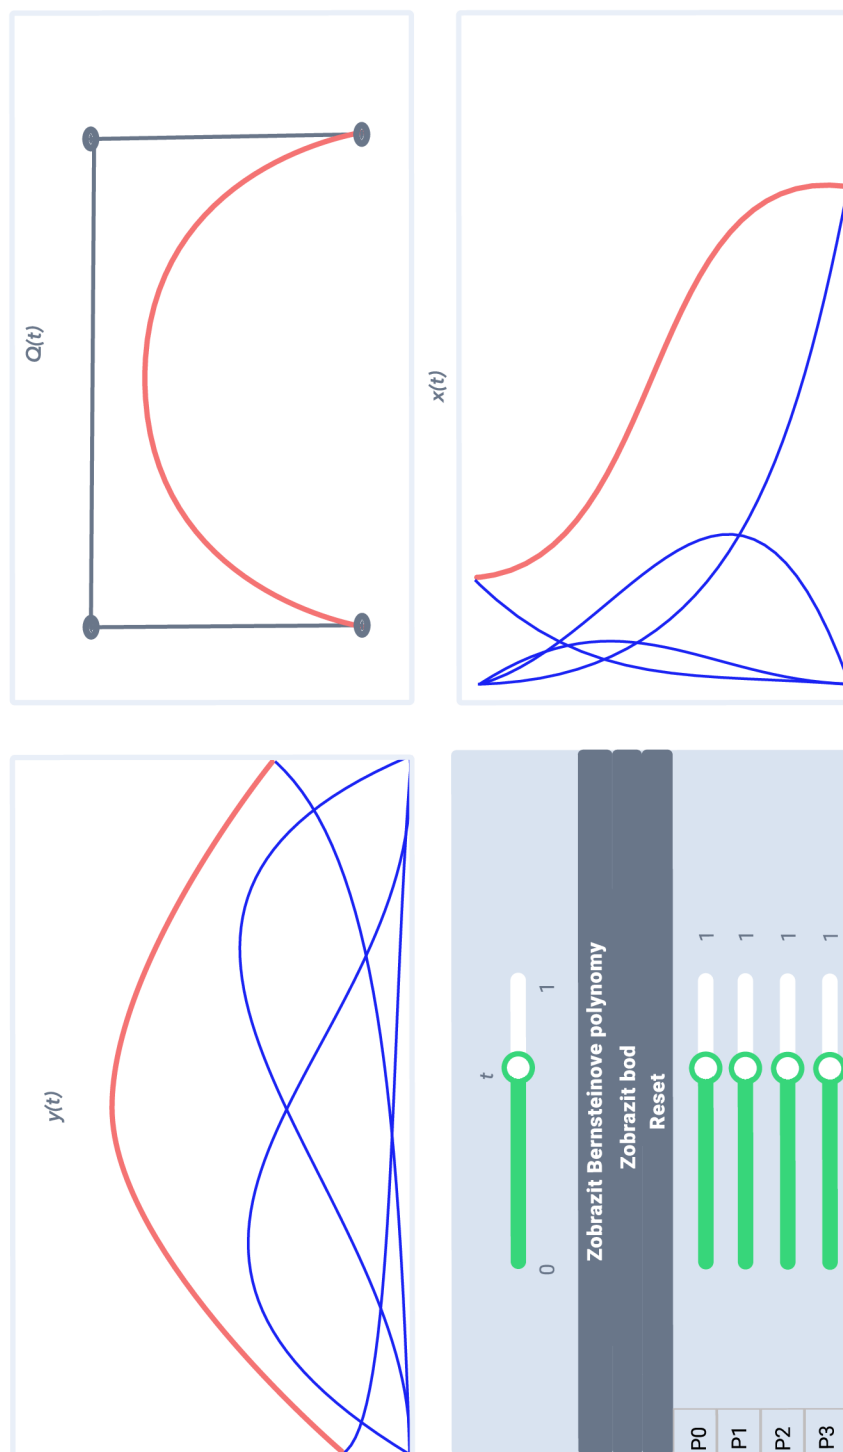 y(t)
Q(t)
x(t)
t
0 1
Zobrazit Bernsteinove polynomy
Zobrazit bod
Reset
P0 1
P1 1
P2 1
P3 1